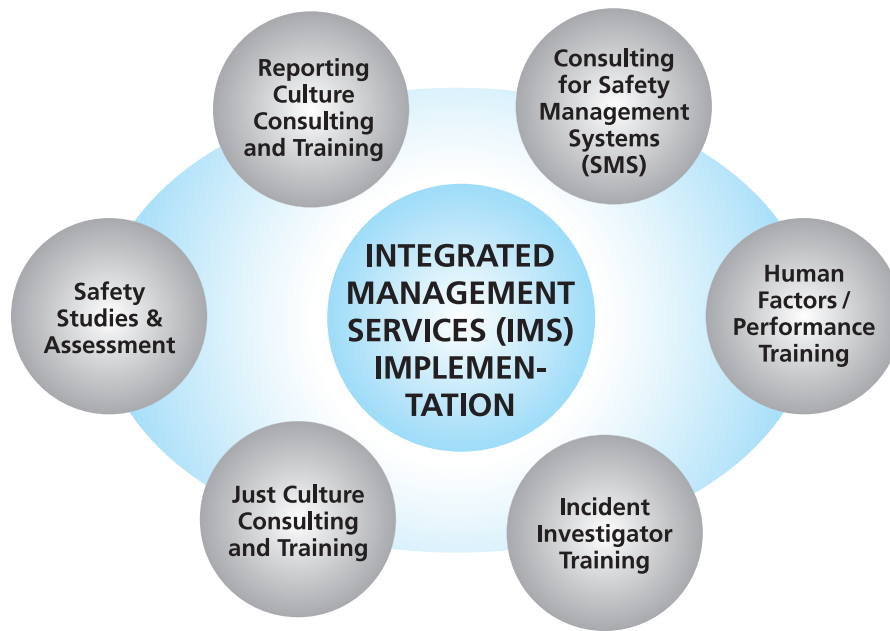 Reporting
Culture
Consulting
and Training
Consulting
for Safety
Management
Systems
(SMS)
Safety
Studies &
Assessment
INTEGRATED
MANAGEMENT
SERVICES (IMS)
IMPLEMEN-
TATION
Human
Factors /
Performance
Training
Just Culture
Consulting
and Training
Incident
Investigator
Training